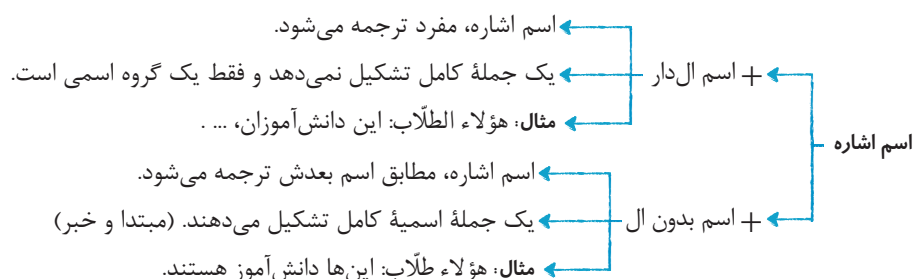 اسم اشاره، مفرد ترجمه می‌شود.
+ اسم ال‌دار
یک جملهٔ کامل تشکیل نمی‌دهد و فقط یک گروه اسمی است.
مثال: هؤلاء الطلّاب: این دانش‌آموزان، ... .
اسم اشاره
اسم اشاره، مطابق اسم بعدش ترجمه می‌شود.
+ اسم بدون ال
یک جملهٔ اسمیهٔ کامل تشکیل می‌دهند. (مبتدا و خبر)
مثال: هؤلاء طلّاب: این‌ها دانش‌آموز هستند.